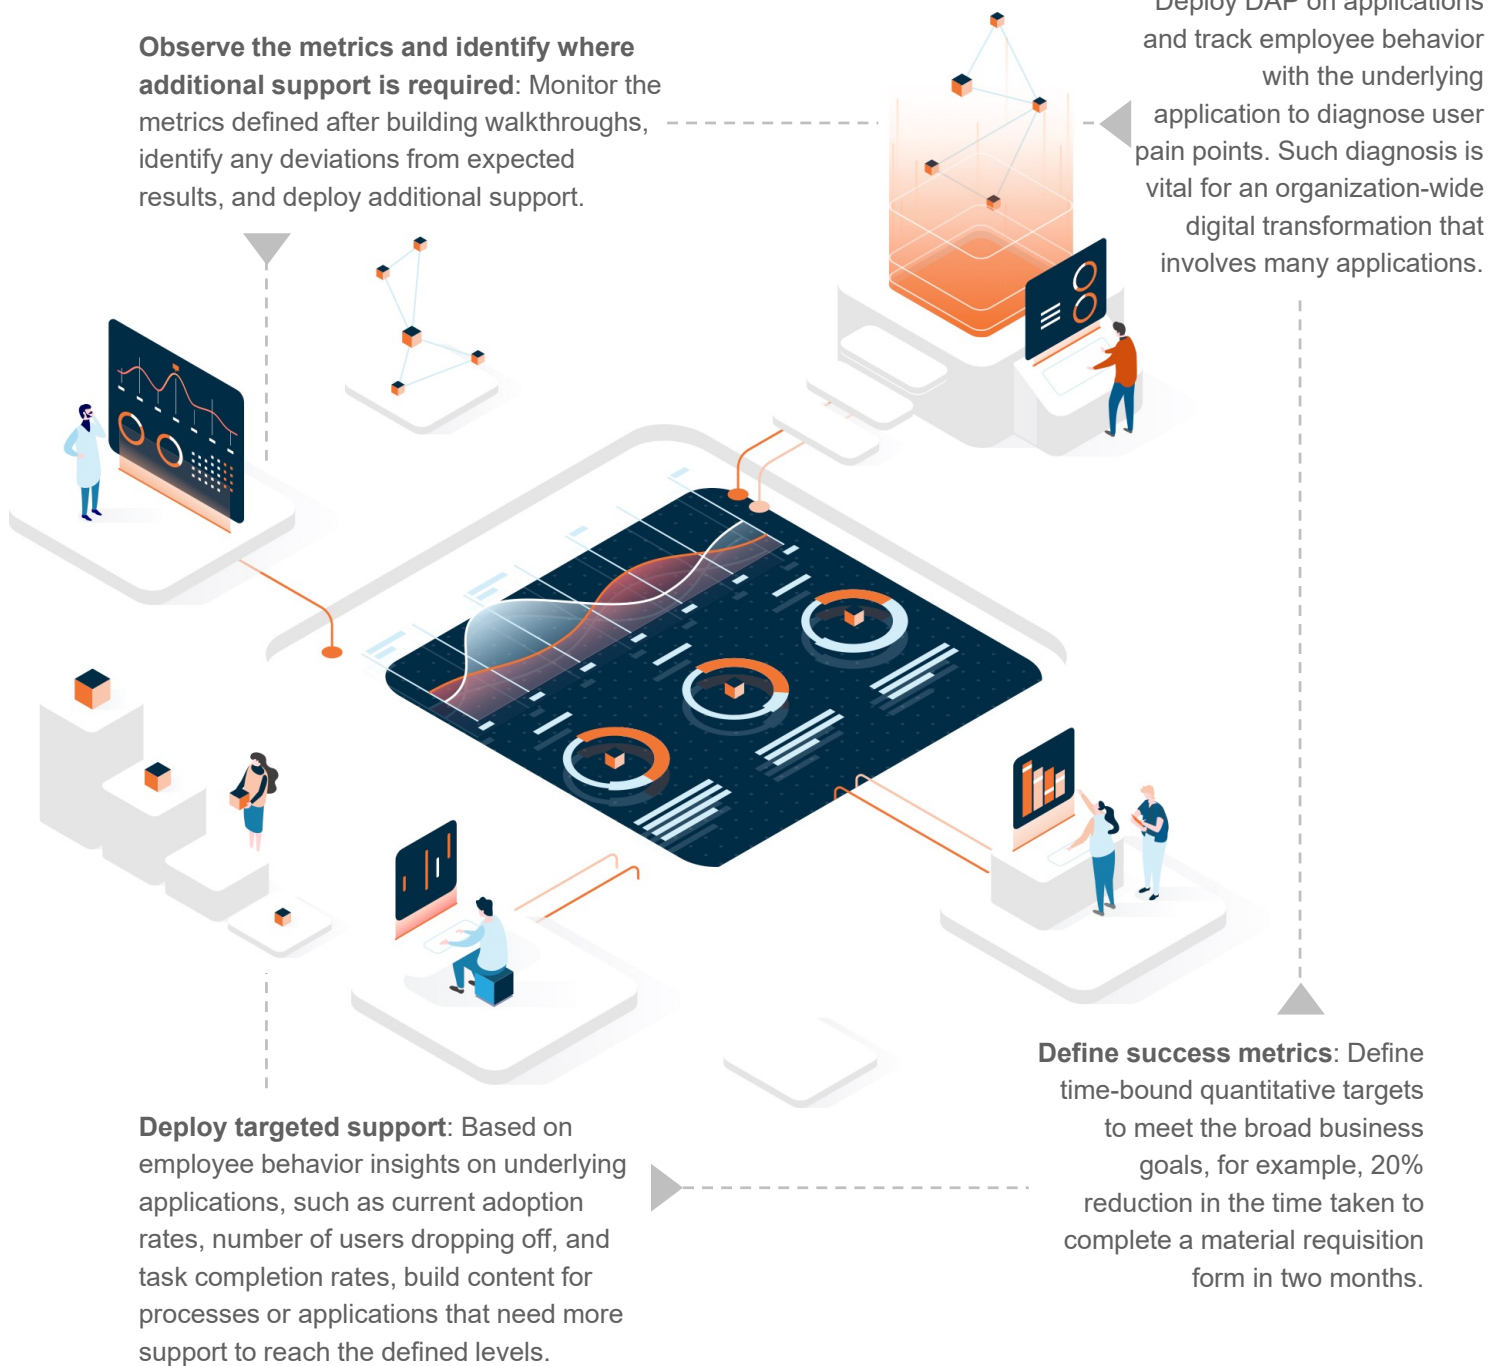 Observe the metrics and identify where
additional support is required: Monitor the
metrics defined after building walkthroughs,
identify any deviations from expected
results, and deploy additional support.
Deploy DAP on applications
and track employee behavior
with the underlying
application to diagnose user
pain points. Such diagnosis is
vital for an organization-wide
digital transformation that
involves many applications.
Define success metrics: Define
time-bound quantitative targets
to meet the broad business
goals, for example, 20%
reduction in the time taken to
complete a material requisition
form in two months.
Deploy targeted support: Based on
employee behavior insights on underlying
applications, such as current adoption
rates, number of users dropping off, and
task completion rates, build content for
processes or applications that need more
support to reach the defined levels.